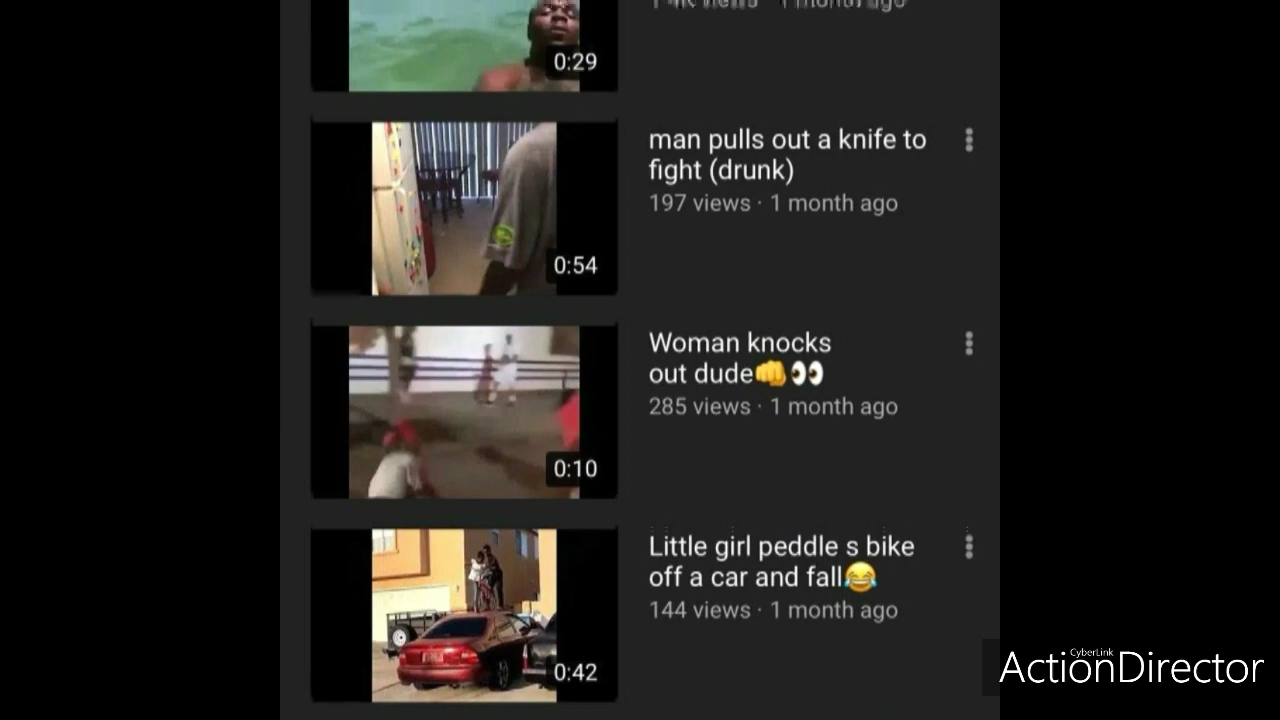 0:29
man pulls out a knife to
fight (drunk)
197 views · 1 month ago
0:54
Woman knocks
out dude👊👀
285 views · 1 month ago
0:10
Little girl peddle s bike
off a car and fall😂
144 views · 1 month ago
0:42
CyberLink
ActionDirector